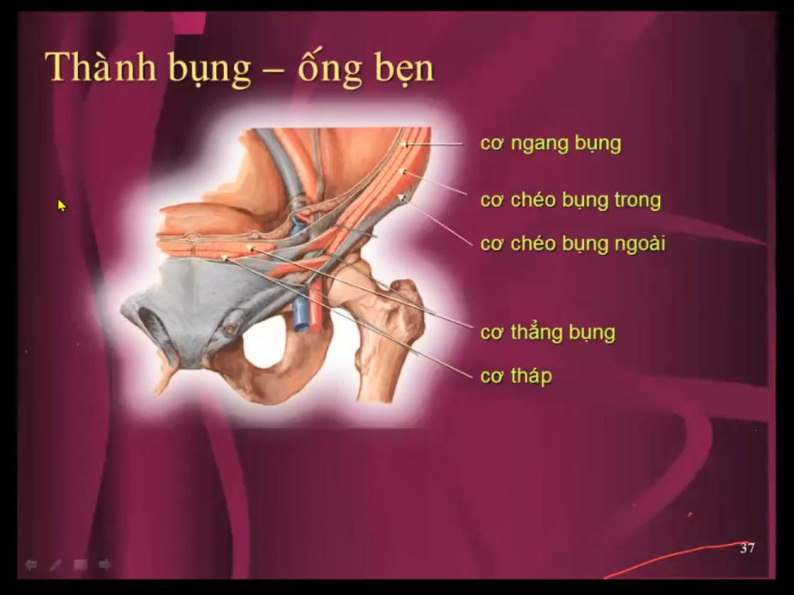 Thành bụng – ống bẹn
cơ ngang bụng
cơ chéo bụng trong
cơ chéo bụng ngoài
cơ thẳng bụng
cơ tháp
37